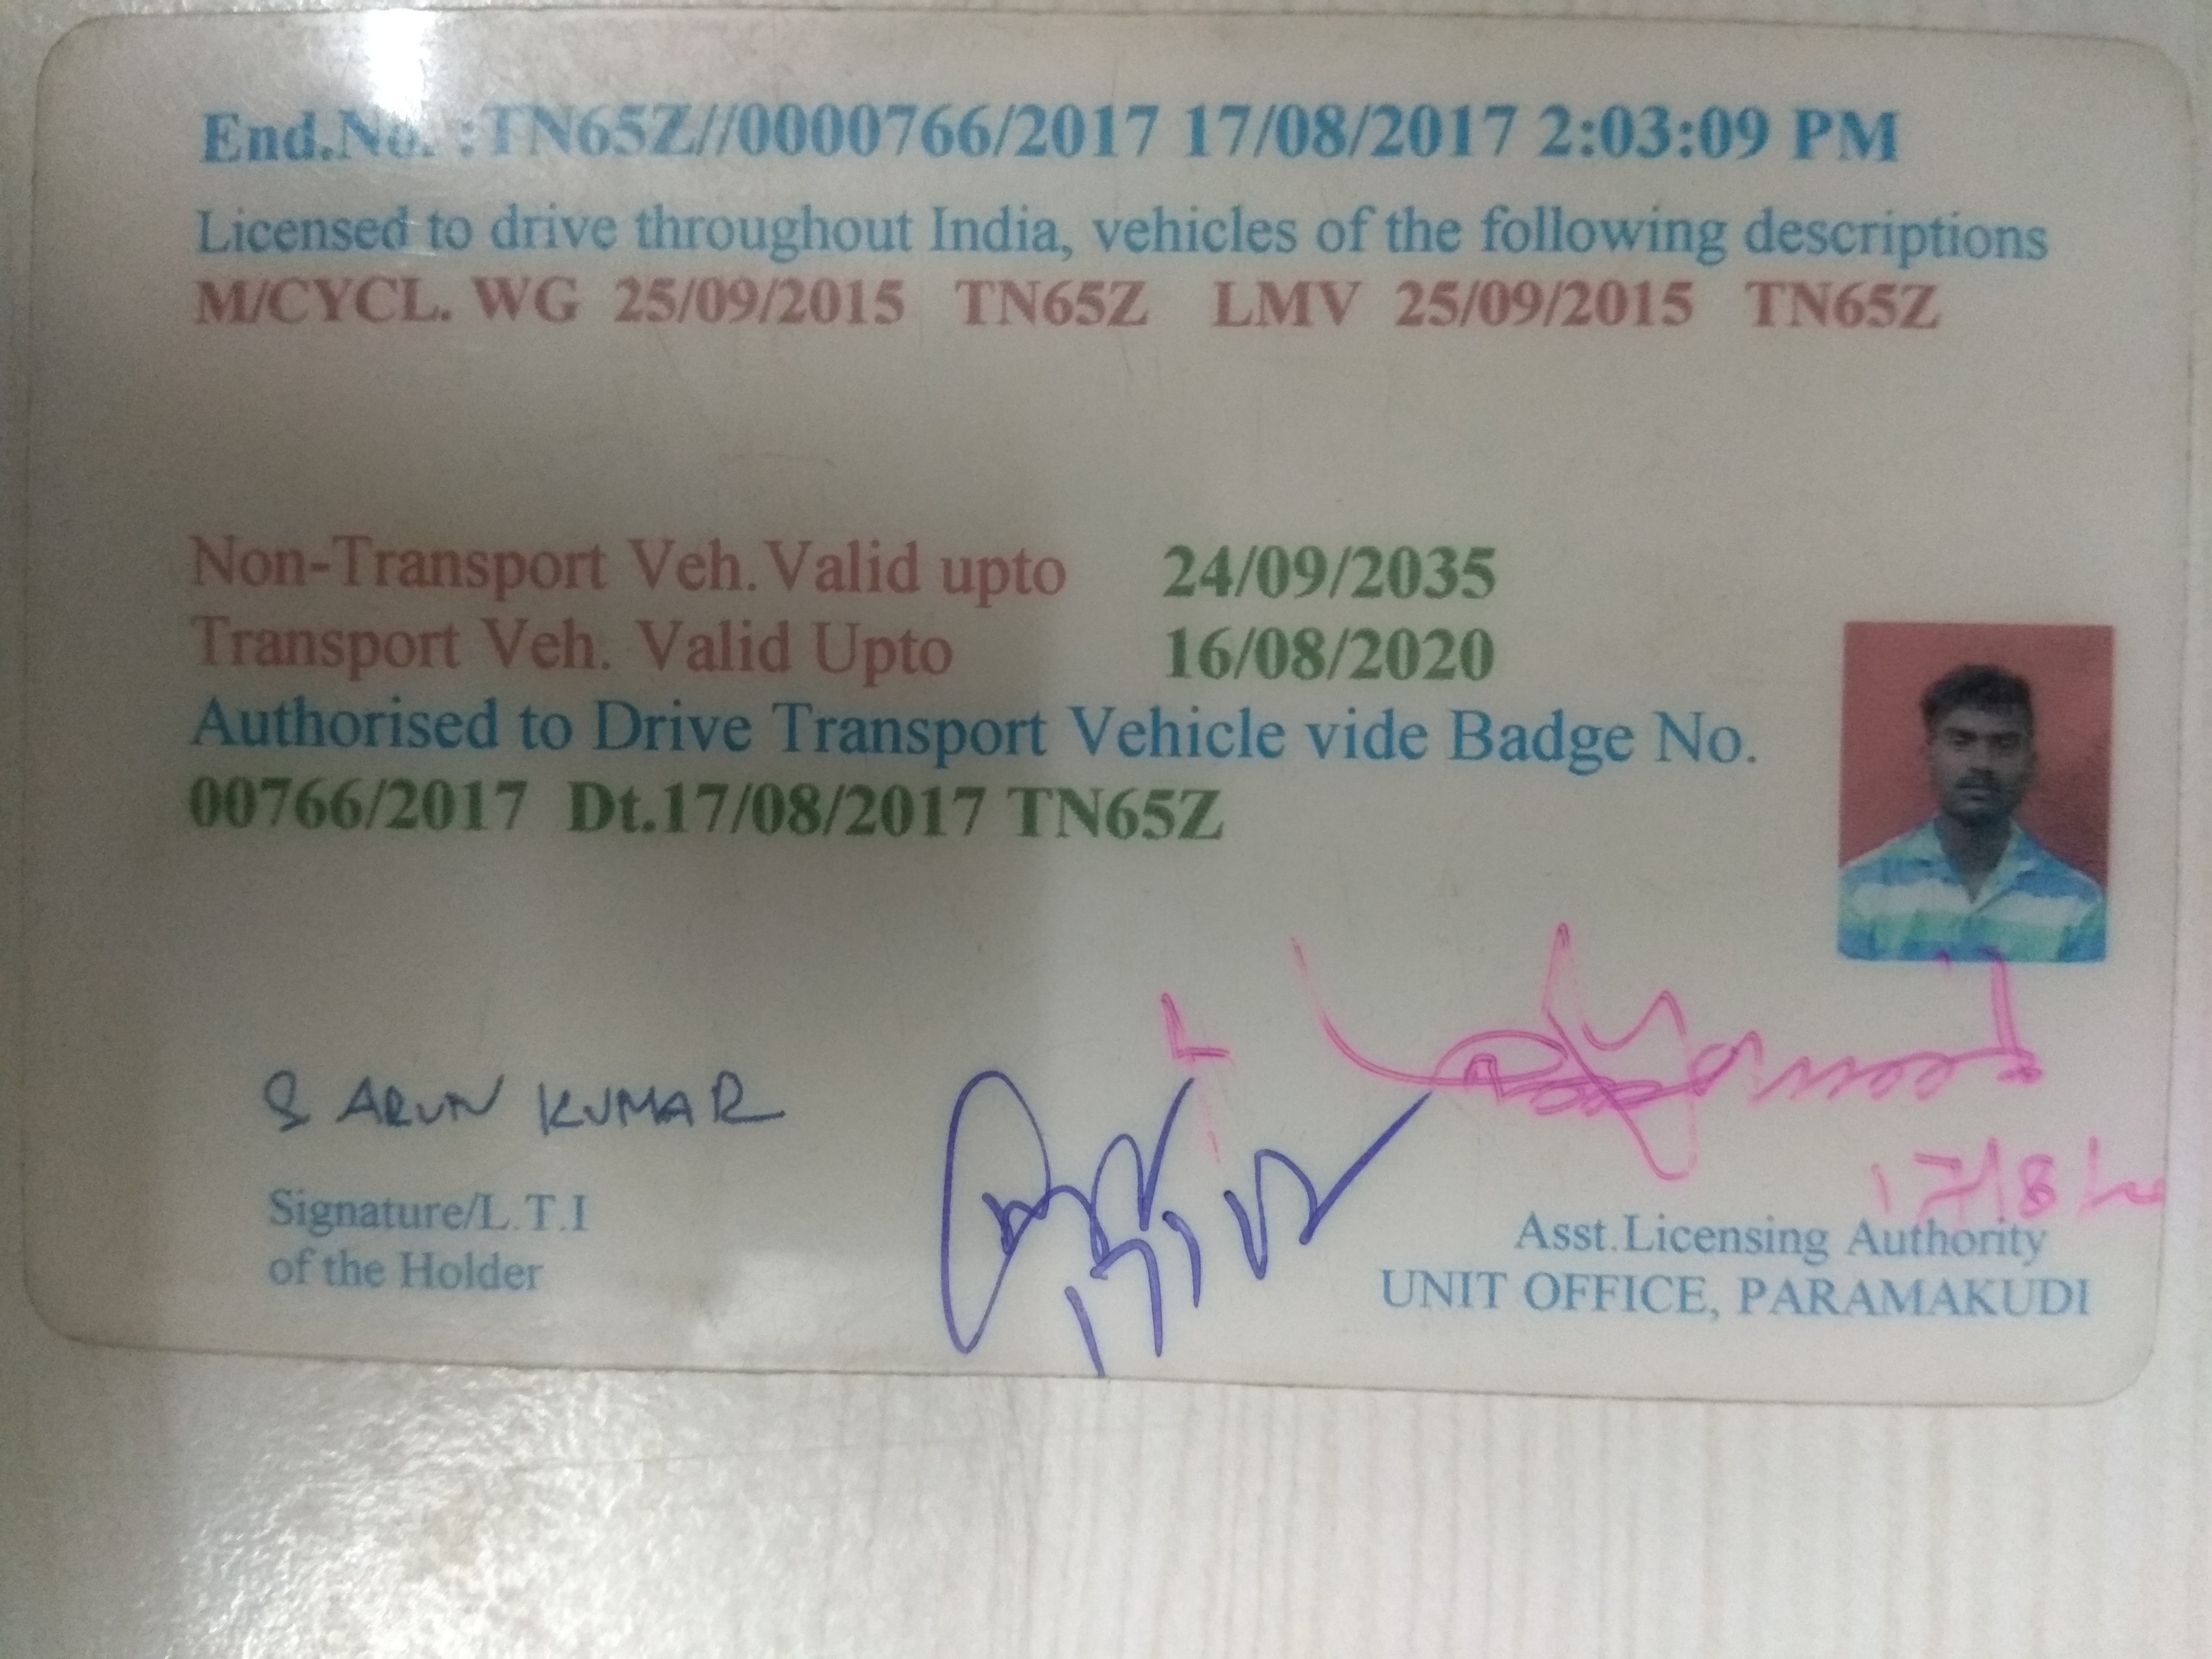 End.No. :TN65Z//0000766/2017 17/08/2017 2:03:09 PM
Licensed to drive throughout India, vehicles of the following descriptions
M/CYCL. WG 25/09/2015 TN65Z LMV 25/09/2015 TN65Z
Non-Transport Veh. Valid upto 24/09/2035
Transport Veh. Valid Upto 16/08/2020
Authorised to Drive Transport Vehicle vide Badge No.
00766/2017 Dt.17/08/2017 TN65Z
S ARUN KUMAR
Signature/L.T.I
of the Holder
17/8/
Asst.Licensing Authority
UNIT OFFICE, PARAMAKUDI